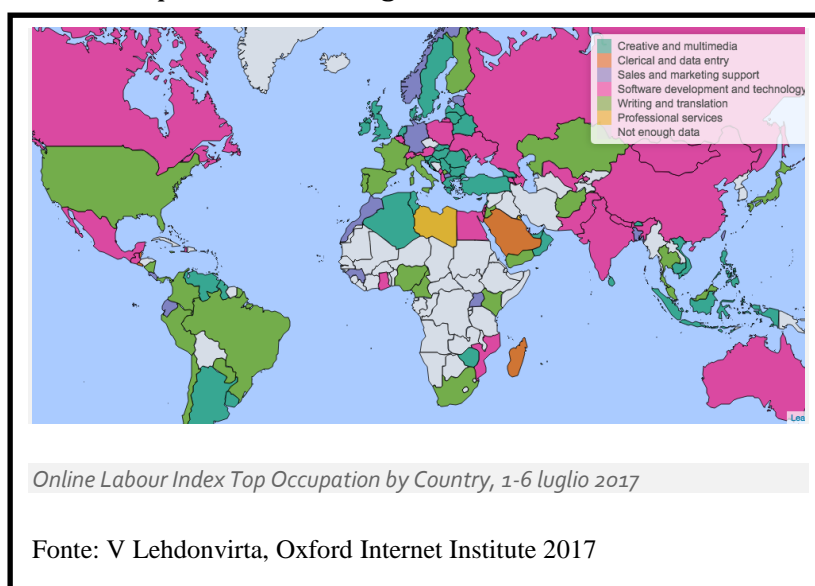 Creative and multimedia
Clerical and data entry
Sales and marketing support
Software development and technology
Writing and translation
Professional services
Not enough data
Lea
Online Labour Index Top Occupation by Country, 1-6 luglio 2017
Fonte: V Lehdonvirta, Oxford Internet Institute 2017